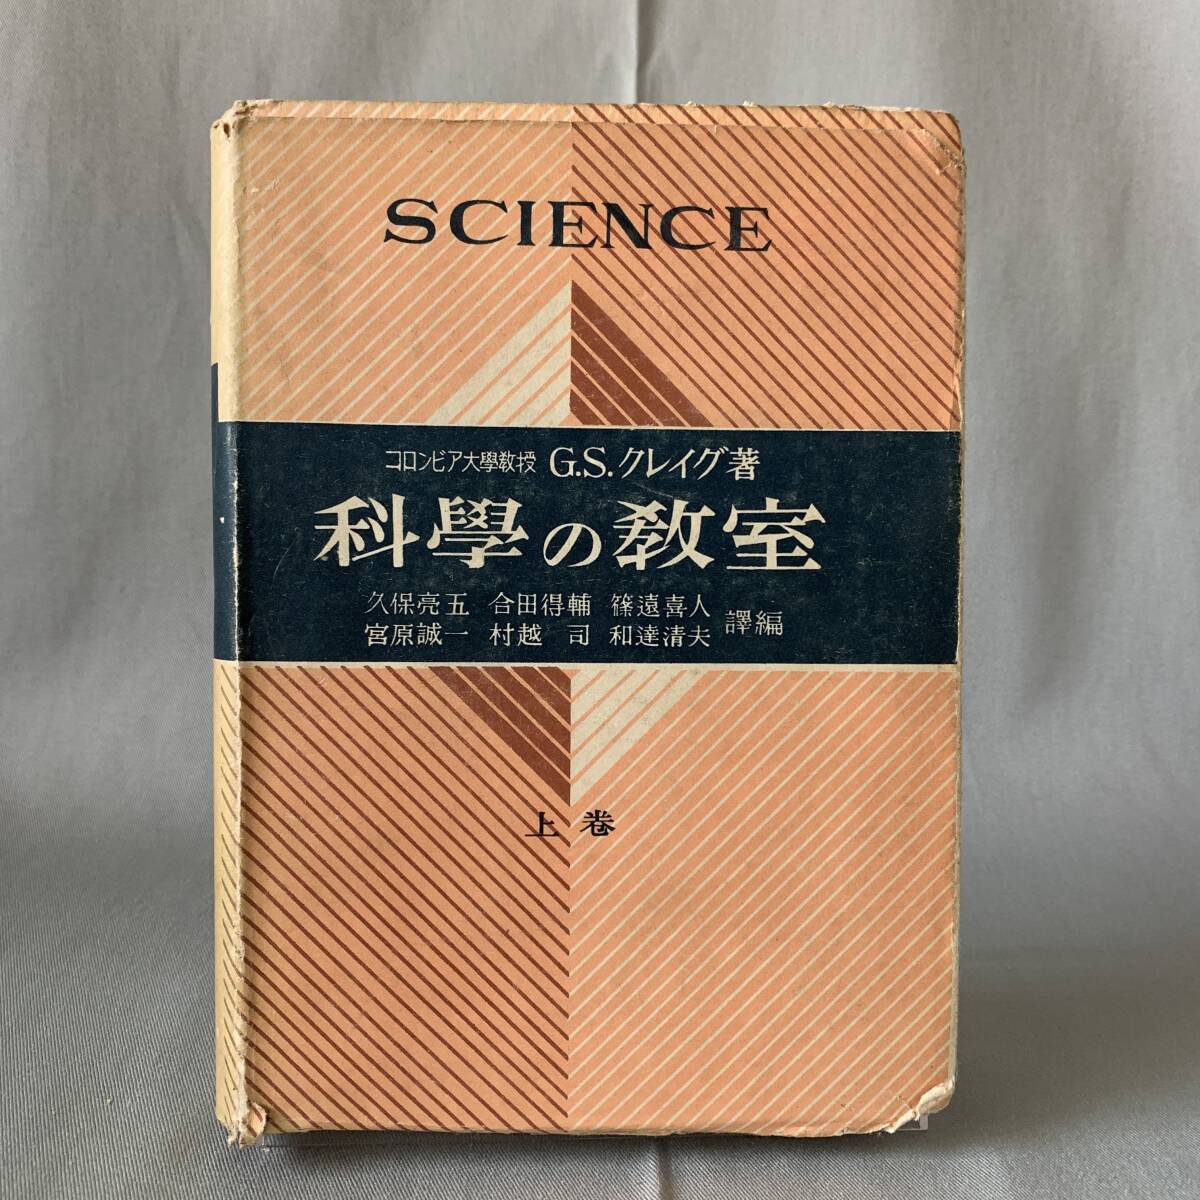 SCIENCE
コロンビア大學教授 G.S.クレイグ著
科學の教室
久保亮五 合田得輔 篠遠喜人
宮原誠一 村越 司 和達清夫 譯編
上巻